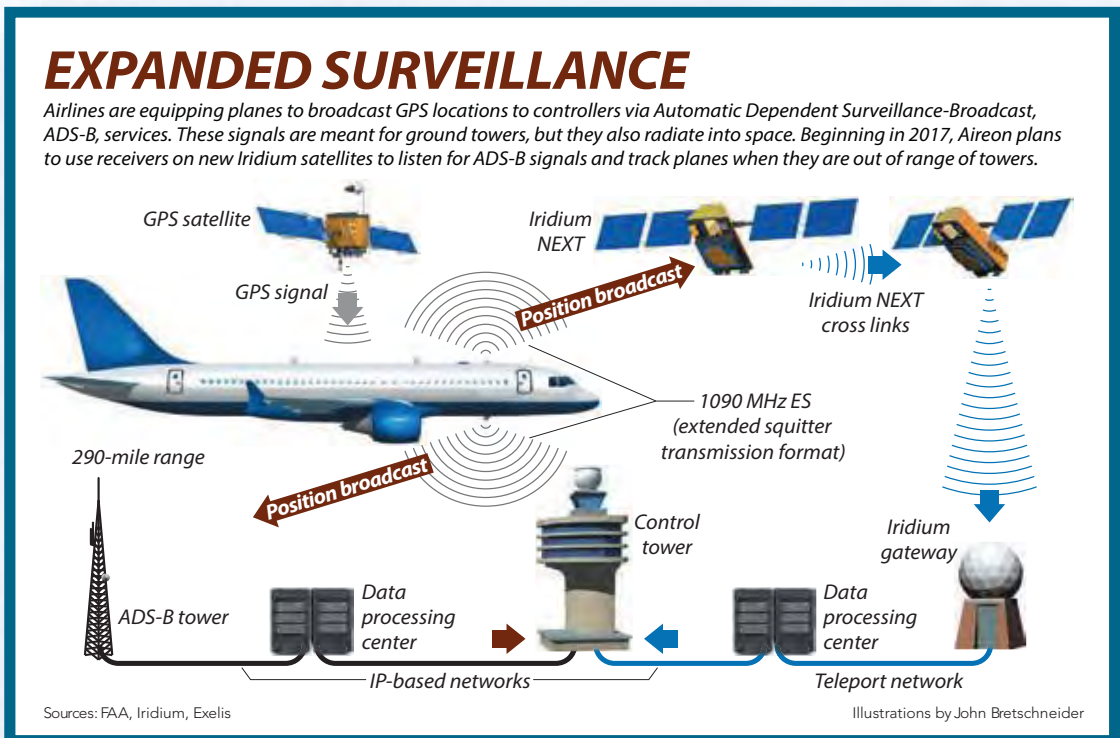 EXPANDED SURVEILLANCE
Airlines are equipping planes to broadcast GPS locations to controllers via Automatic Dependent Surveillance-Broadcast,
ADS-B, services. These signals are meant for ground towers, but they also radiate into space. Beginning in 2017, Aireon plans
to use receivers on new Iridium satellites to listen for ADS-B signals and track planes when they are out of range of towers.
GPS satellite
Iridium
NEXT
GPS signal
Position broadcast
Iridium NEXT
cross links
1090 MHz ES
(extended squitter
transmission format)
290-mile range
Position broadcast
Control
tower
Iridium
gateway
ADS-B tower
Data
processing
center
Data
processing
center
IP-based networks
Teleport network
Sources: FAA, Iridium, Exelis
Illustrations by John Bretschneider